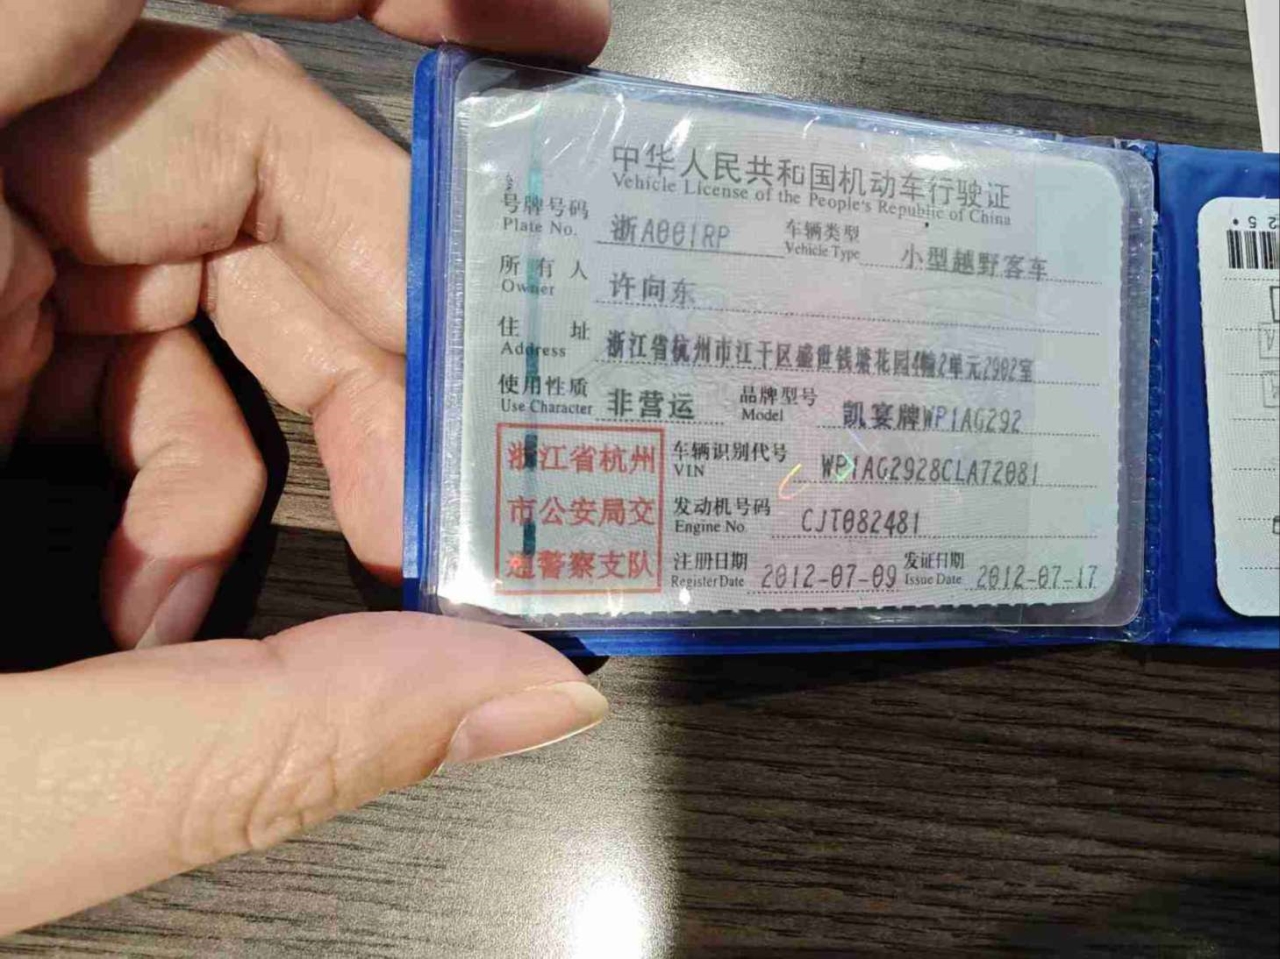 中华人民共和国机动车行驶证
Vehicle License of the People's Republic of China
号牌号码 浙A001RP 车辆类型 小型越野客车
Plate No. Vehicle Type
所有人 许向东
Owner
住址 浙江省杭州市江干区盛世钱塘花园4幢2单元2902室
Address
使用性质 非营运 品牌型号 凯宴牌WP1AG292
Use Character Model
浙江省杭州
市公安局交
通警察支队
车辆识别代号 WP1AG2928CLA72081
VIN
发动机号码 CJT082481
Engine No.
注册日期 2012-07-09 发证日期 2012-07-17
Register Date Issue Date